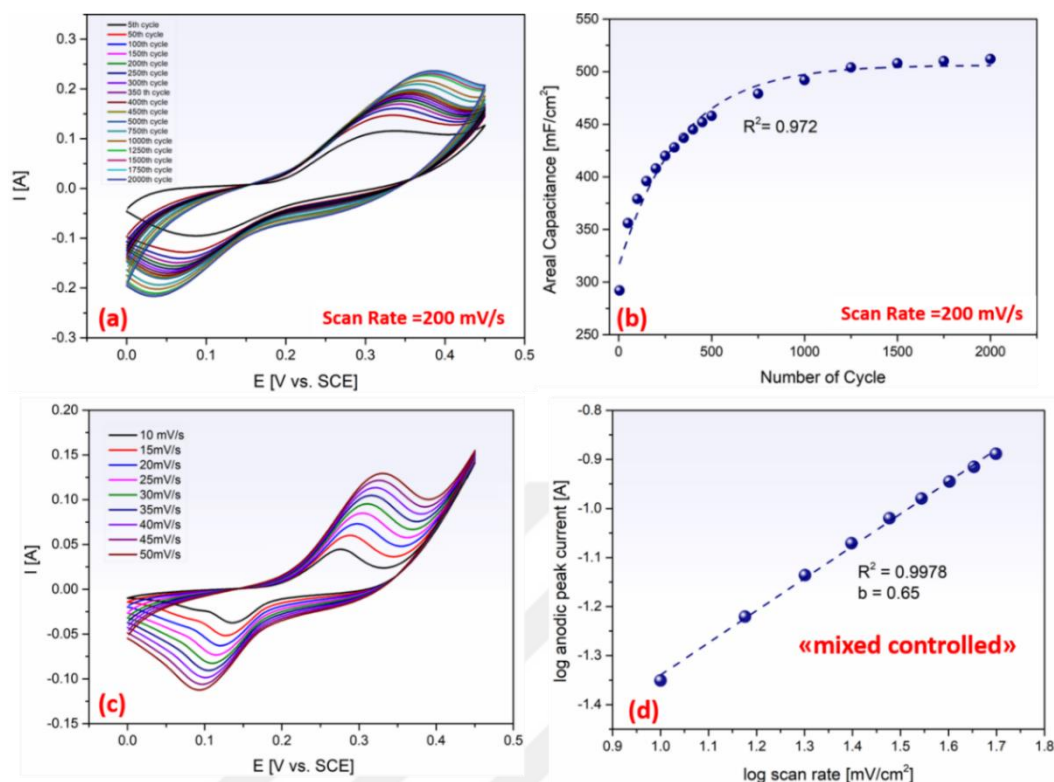 0.3
0.2
0.1
0.0
-0.1
-0.2
-0.3
I [A]
5th cycle
50th cycle
100th cycle
150th cycle
200th cycle
250th cycle
300th cycle
350 th cycle
400th cycle
450th cycle
500th cycle
750th cycle
1000th cycle
1250th cycle
1500th cycle
1750th cycle
2000th cycle
(a)
Scan Rate =200 mV/s
0.0 0.1 0.2 0.3 0.4 0.5
E [V vs. SCE]
550
500
450
400
350
300
250
Areal Capacitance [mF/cm²]
R²= 0.972
(b)
Scan Rate =200 mV/s
0 500 1000 1500 2000
Number of Cycle
0.20
0.15
0.10
0.05
0.00
-0.05
-0.10
-0.15
I [A]
10 mV/s
15mV/s
20mV/s
25mV/s
30mV/s
35mV/s
40mV/s
45mV/s
50mV/s
(c)
0.0 0.1 0.2 0.3 0.4 0.5
E [V vs. SCE]
-0.8
-0.9
-1.0
-1.1
-1.2
-1.3
-1.4
log anodic peak current [A]
R² = 0.9978
b = 0.65
«mixed controlled»
(d)
0.9 1.0 1.1 1.2 1.3 1.4 1.5 1.6 1.7 1.8
log scan rate [mV/cm²]